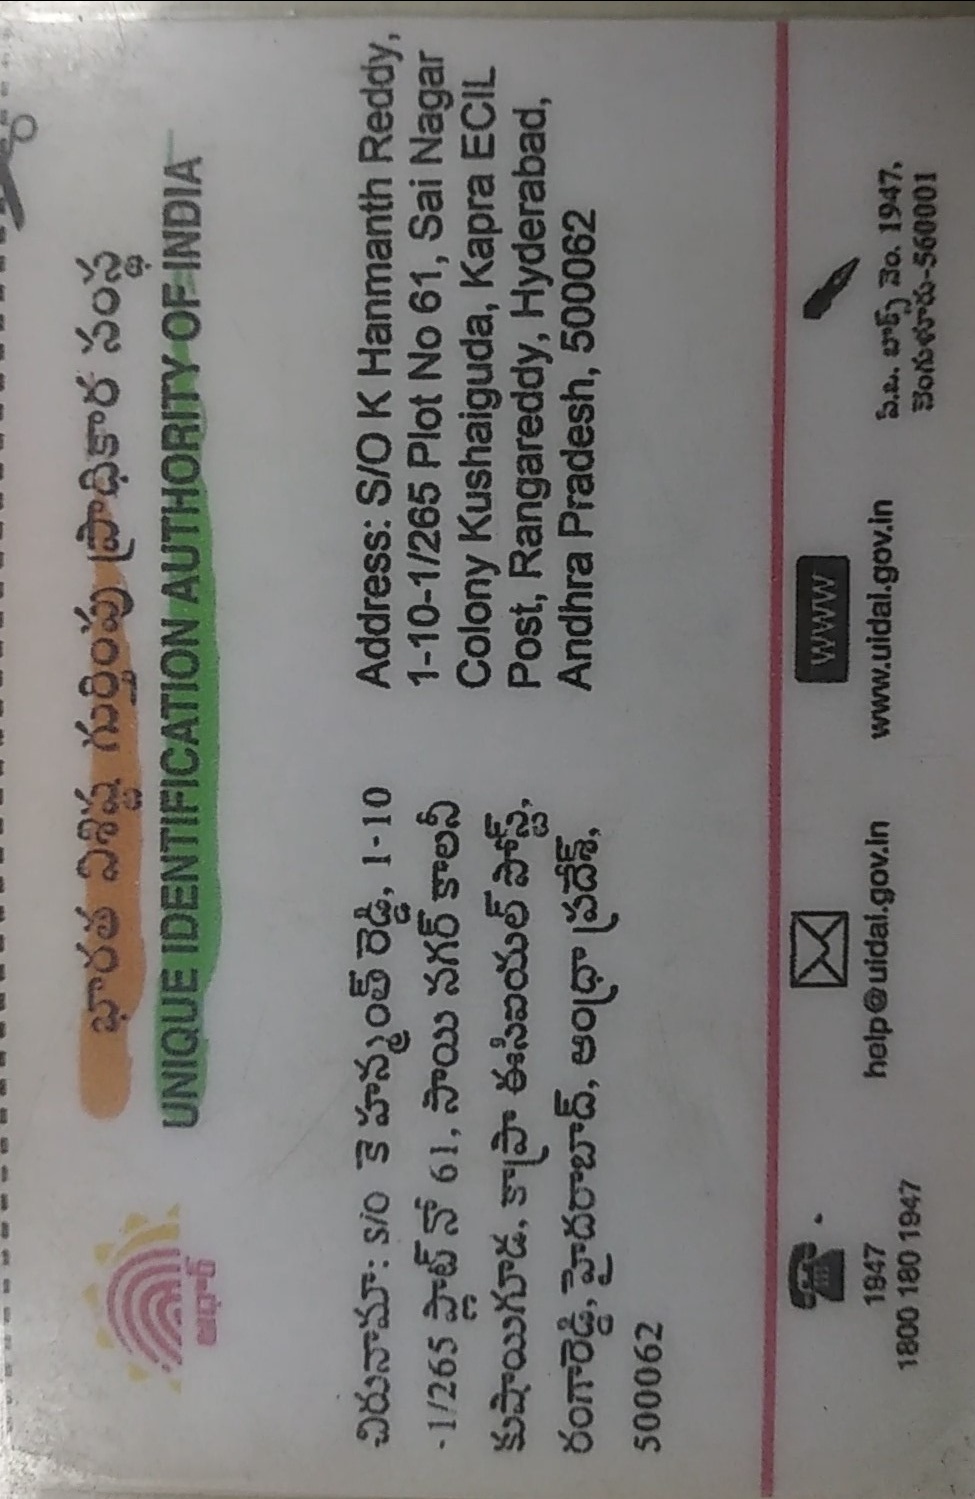 భారత విశిష్ట గుర్తింపు ప్రాధికార సంస్థ
UNIQUE IDENTIFICATION AUTHORITY OF INDIA
ఆధార్
చిరునామా: S/O కె హన్మంత్ రెడ్డి, 1-10
-1/265 ప్లాట్ నో 61, సాయి నగర్ కాలనీ
కుషాయిగూడ, కాప్రా ఈసిఐయల్ పోస్ట్,
రంగారెడ్డి, హైదరాబాద్, ఆంధ్రా ప్రదేశ్,
500062
Address: S/O K Hanmanth Reddy,
1-10-1/265 Plot No 61, Sai Nagar
Colony Kushaiguda, Kapra ECIL
Post, Rangareddy, Hyderabad,
Andhra Pradesh, 500062
1947
1800 180 1947
help@uidai.gov.in
WWW
www.uidai.gov.in
పి.బి. బాక్స్ నెం. 1947,
బెంగుళూరు-560001